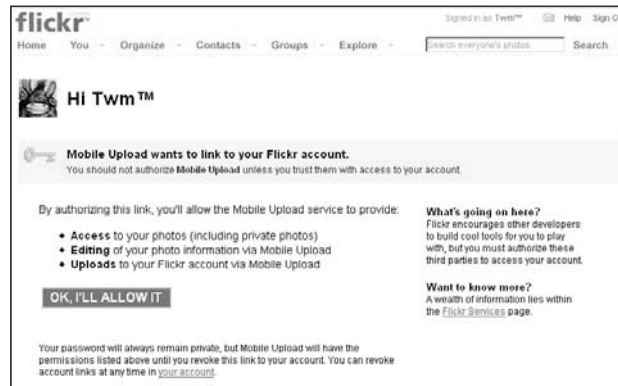 flickr
Signed in as Twm™ Help Sign O
Home You Organize Contacts Groups Explore Search everyone's photos Search
Hi Twm™
Mobile Upload wants to link to your Flickr account.
You should not authorize Mobile Upload unless you trust them with access to your account.
By authorizing this link, you'll allow the Mobile Upload service to provide:
• Access to your photos (including private photos)
• Editing of your photo information via Mobile Upload
• Uploads to your Flickr account via Mobile Upload
OK, I'LL ALLOW IT
Your password will always remain private, but Mobile Upload will have the
permissions listed above until you revoke this link to your account. You can revoke
account links at any time in your account.
What's going on here?
Flickr encourages other developers
to build cool tools for you to play
with, but you must authorize these
third parties to access your account.
Want to know more?
A wealth of information lies within
the Flickr Services page.